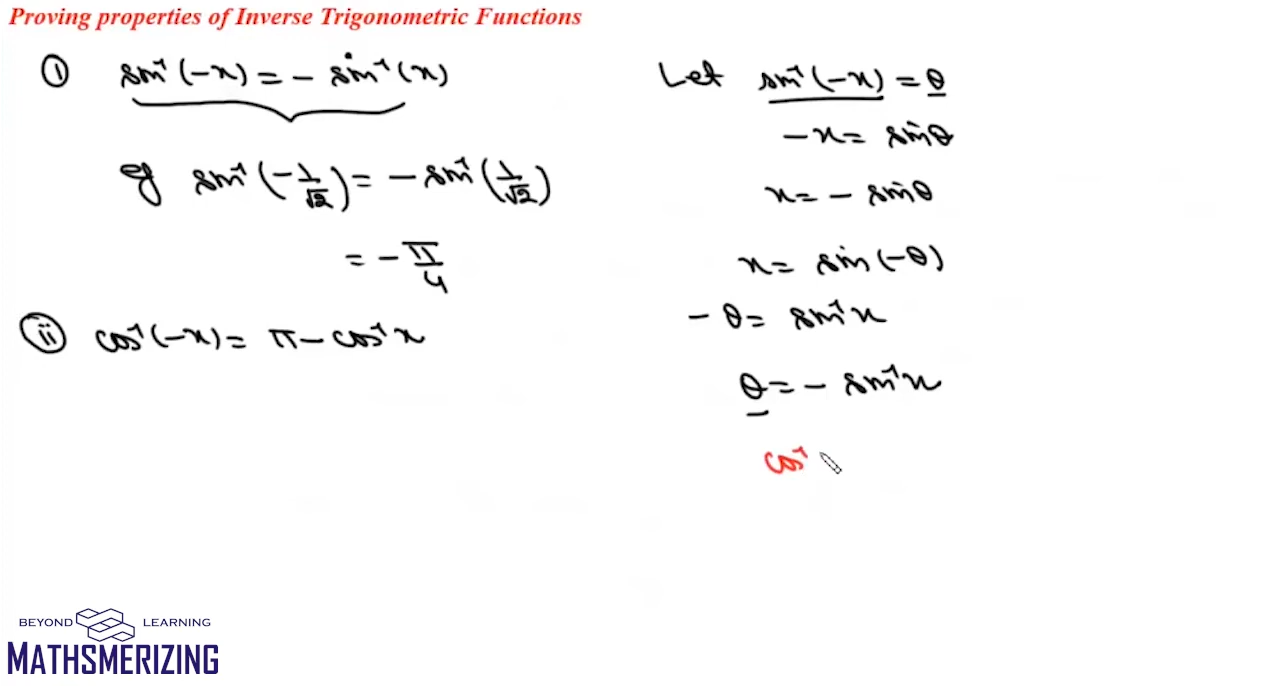 Proving properties of Inverse Trigonometric Functions
① sin⁻¹(-x) = - sin⁻¹(x)
eg sin⁻¹(-1/√2) = - sin⁻¹(1/√2)
= - π/4
ⓘⓘ cos⁻¹(-x) = π - cos⁻¹x
Let sin⁻¹(-x) = θ
-x = sinθ
x = - sinθ
x = sin(-θ)
- θ = sin⁻¹x
θ = - sin⁻¹x
cos⁻¹
BEYOND LEARNING
MATHSMERIZING